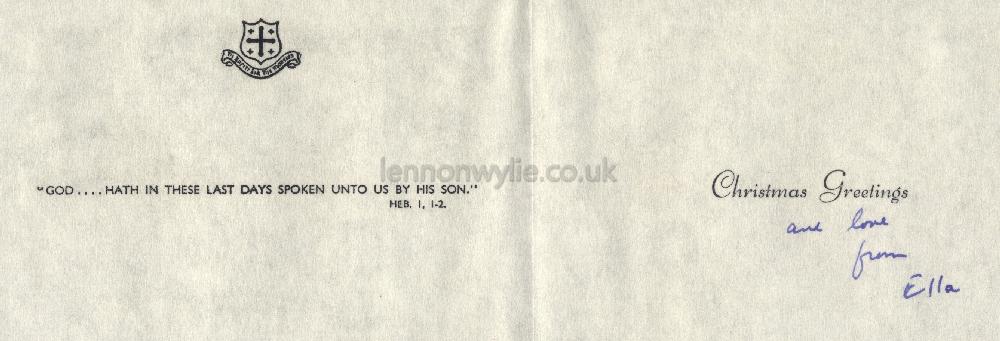 lennonwylie.co.uk
"GOD .... HATH IN THESE LAST DAYS SPOKEN UNTO US BY HIS SON."
HEB. 1, 1-2.
Christmas Greetings
and love
from
Ella